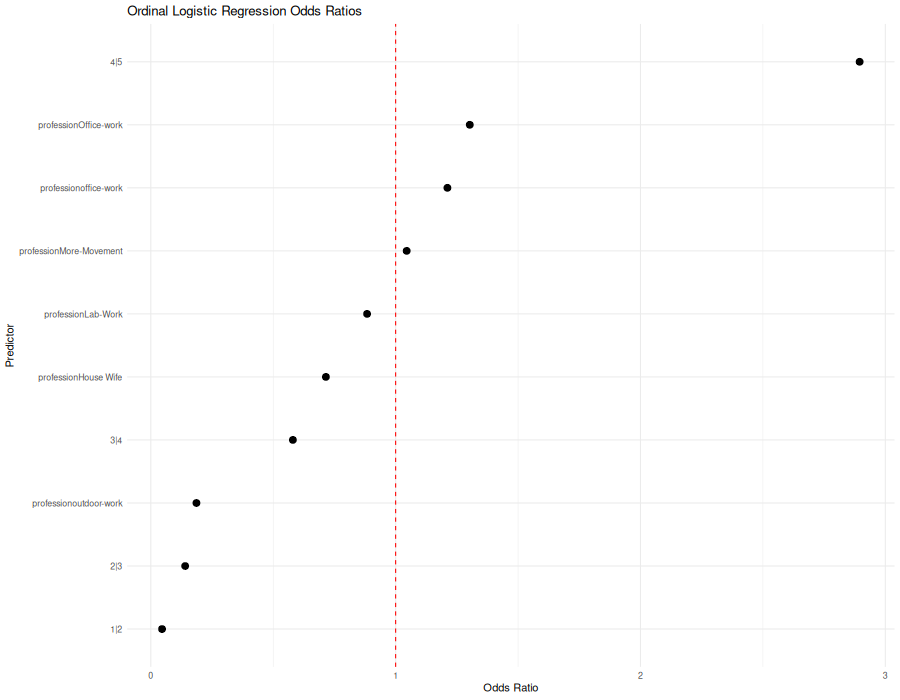 Ordinal Logistic Regression Odds Ratios
Predictor
4|5
professionOffice-work
professionoffice-work
professionMore-Movement
professionLab-Work
professionHouse Wife
3|4
professionoutdoor-work
2|3
1|2
0 1 2 3
Odds Ratio